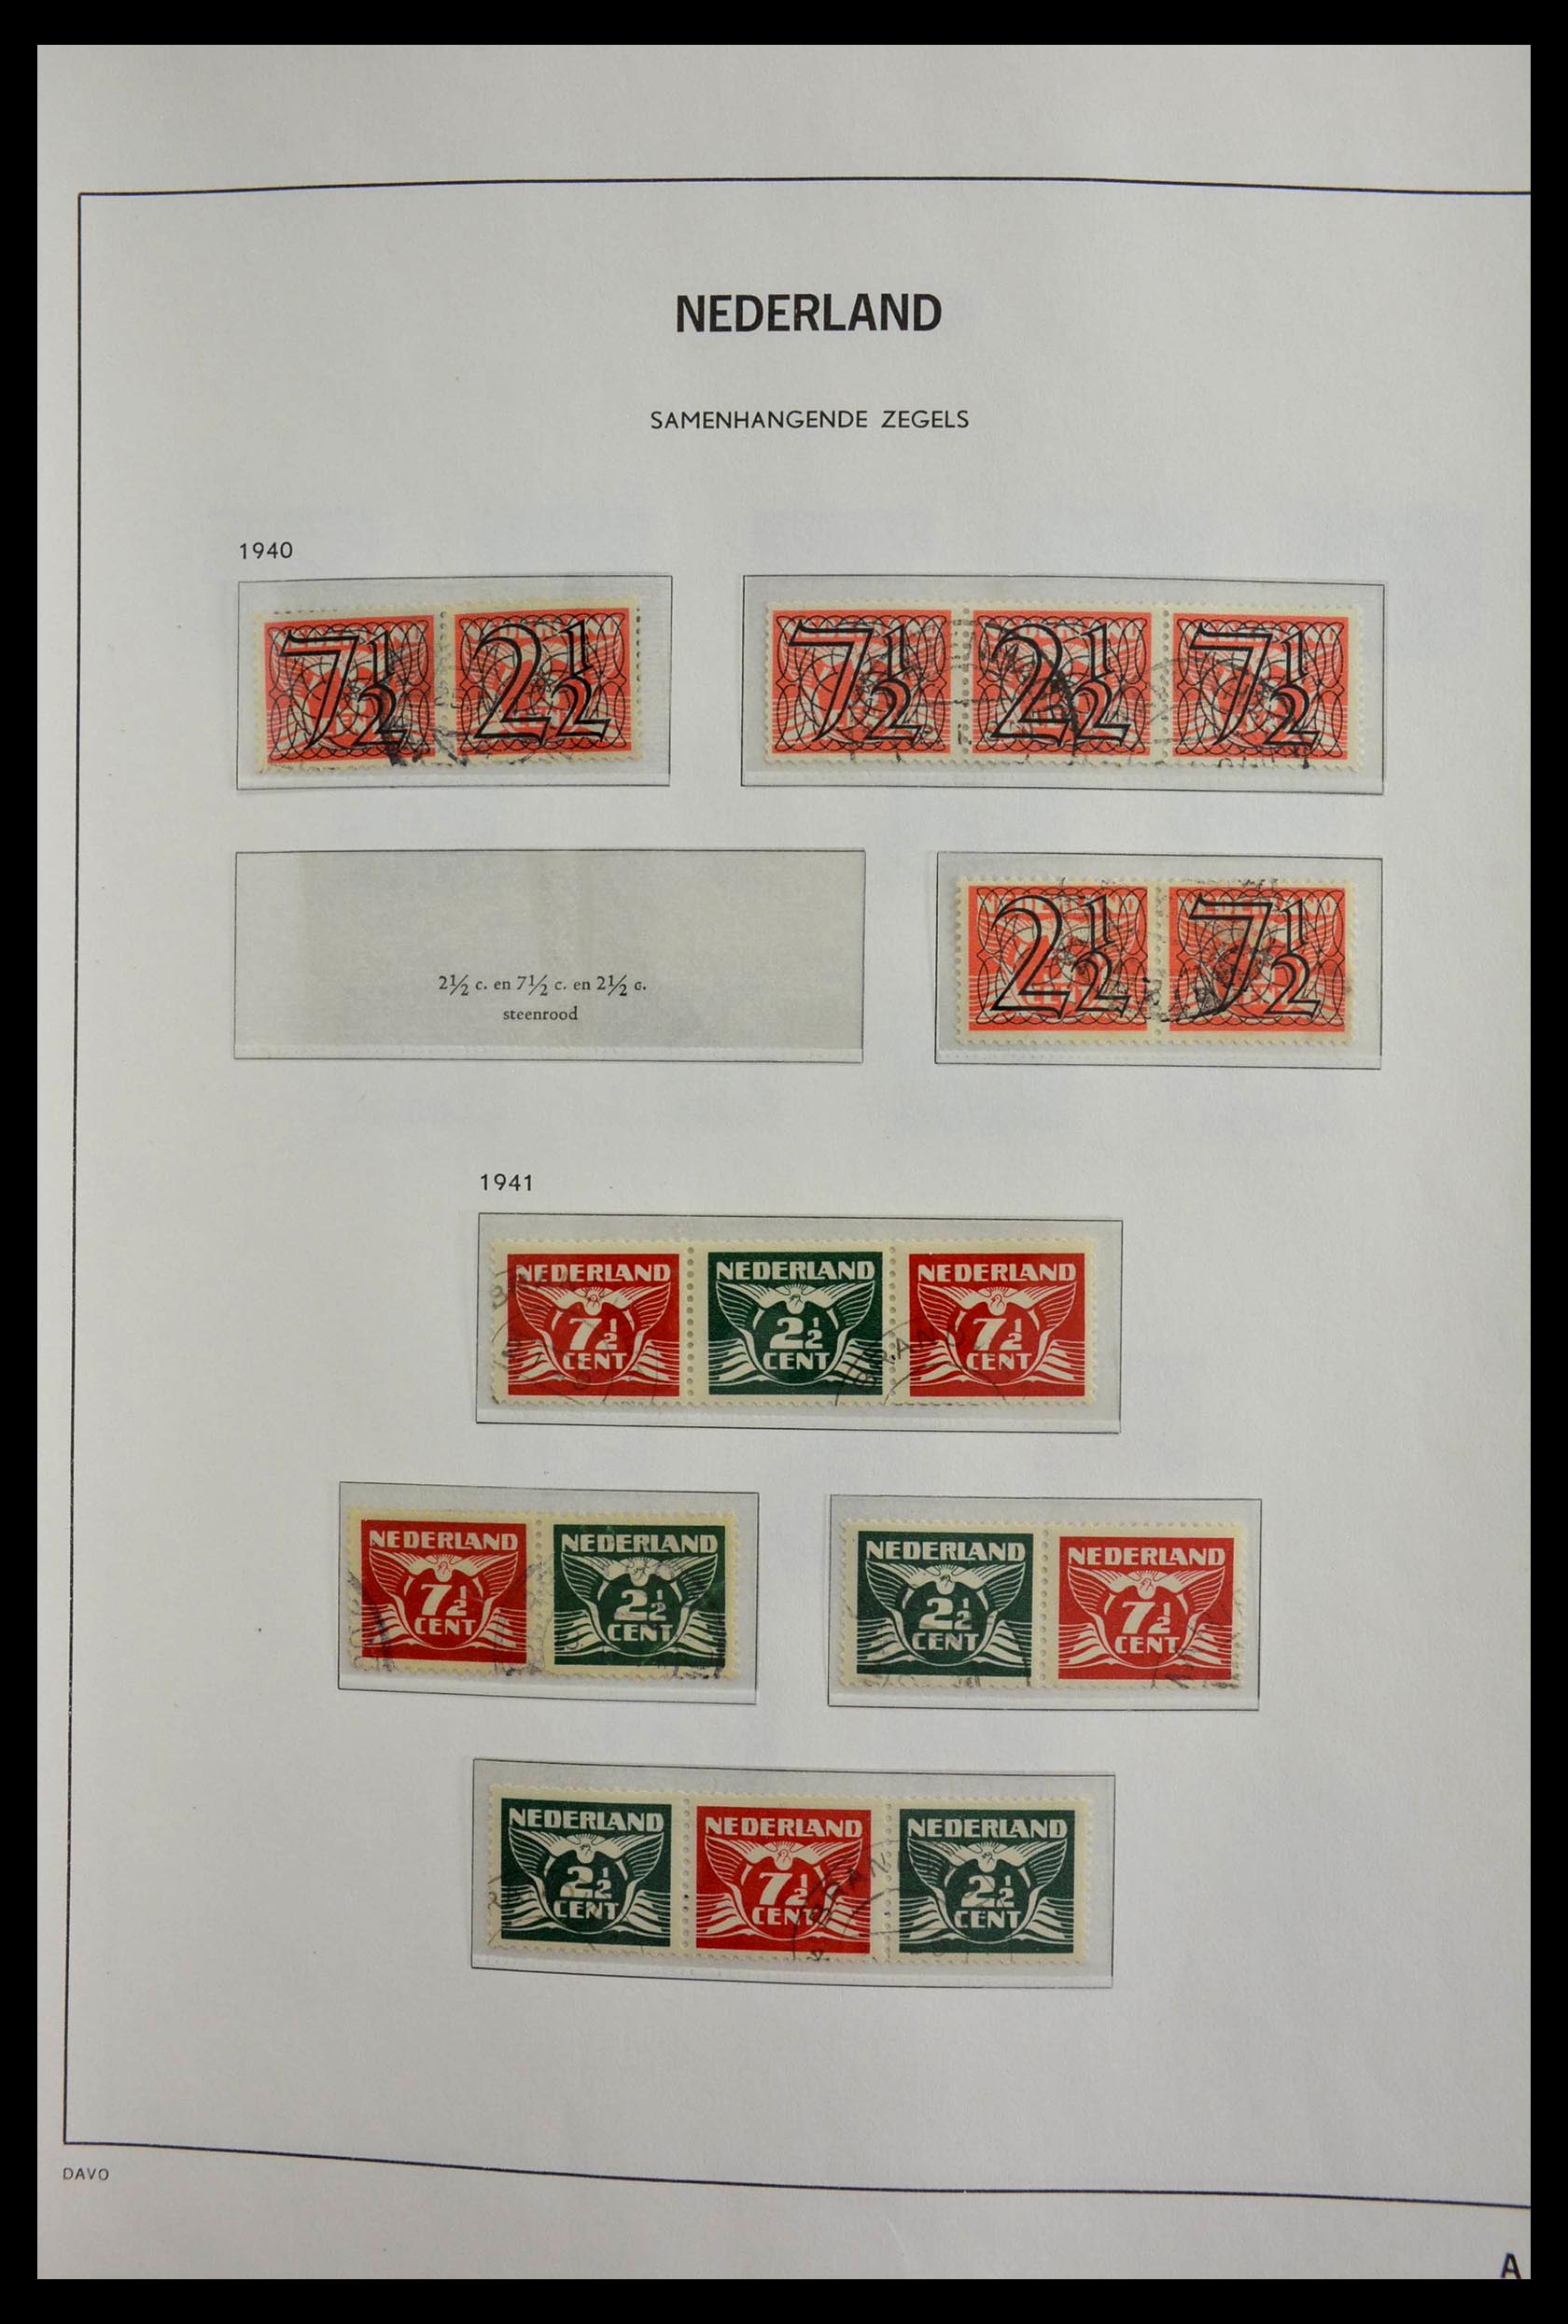 NEDERLAND
SAMENHANGENDE ZEGELS
1940
7½ 2½
7½ 2½ 7½
2½ c. en 7½ c. en 2½ c.
steenrood
2½ 7½
1941
NEDERLAND NEDERLAND NEDERLAND
7½ 2½ 7½
CENT CENT CENT
NEDERLAND NEDERLAND
7½ 2½
CENT CENT
NEDERLAND NEDERLAND
2½ 7½
CENT CENT
NEDERLAND NEDERLAND NEDERLAND
2½ 7½ 2½
CENT CENT CENT
DAVO
A